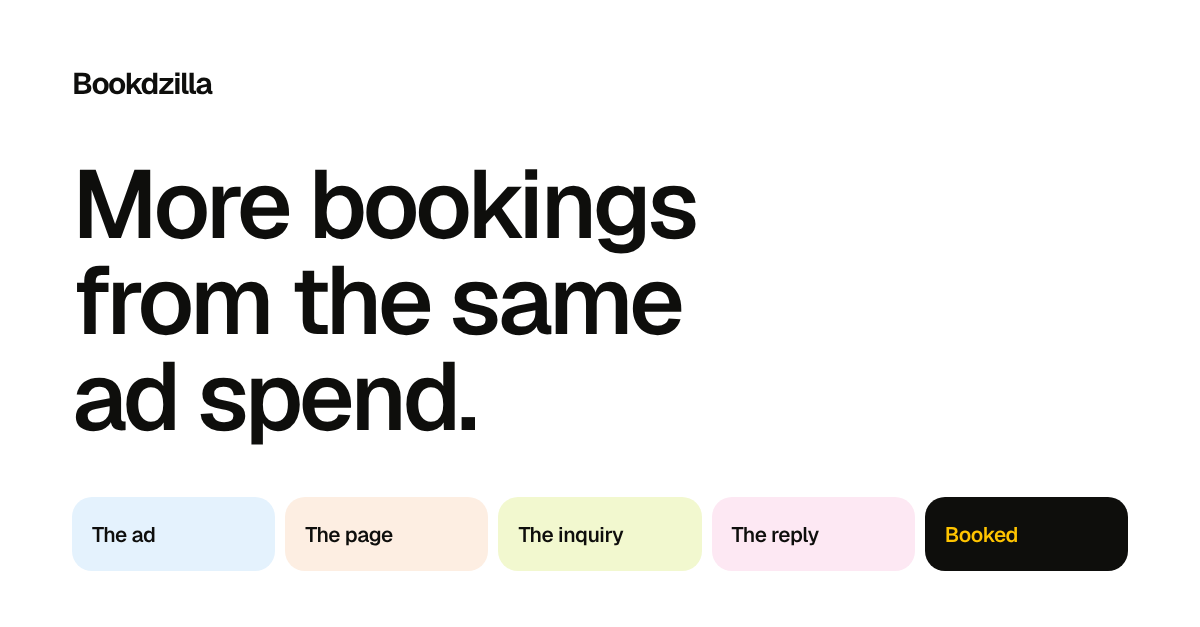 Bookdzilla
More bookings
from the same
ad spend.
The ad
The page
The inquiry
The reply
Booked